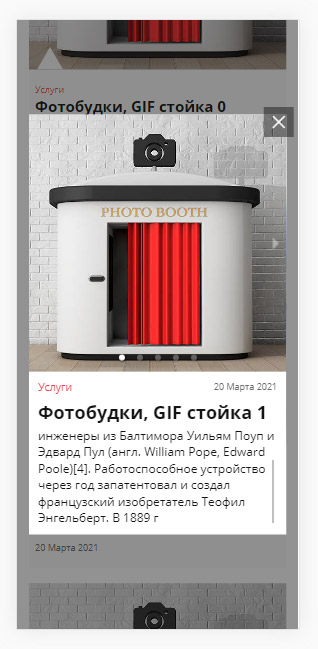 Услуги
Фотобудки, GIF стойка 0
PHOTO BOOTH
Услуги
20 Марта 2021
Фотобудки, GIF стойка 1
инженеры из Балтимора Уильям Поуп и
Эдвард Пул (англ. William Pope, Edward
Poole)[4]. Работоспособное устройство
через год запатентовал и создал
французский изобретатель Теофил
Энгельберт. В 1889 г
20 Марта 2021